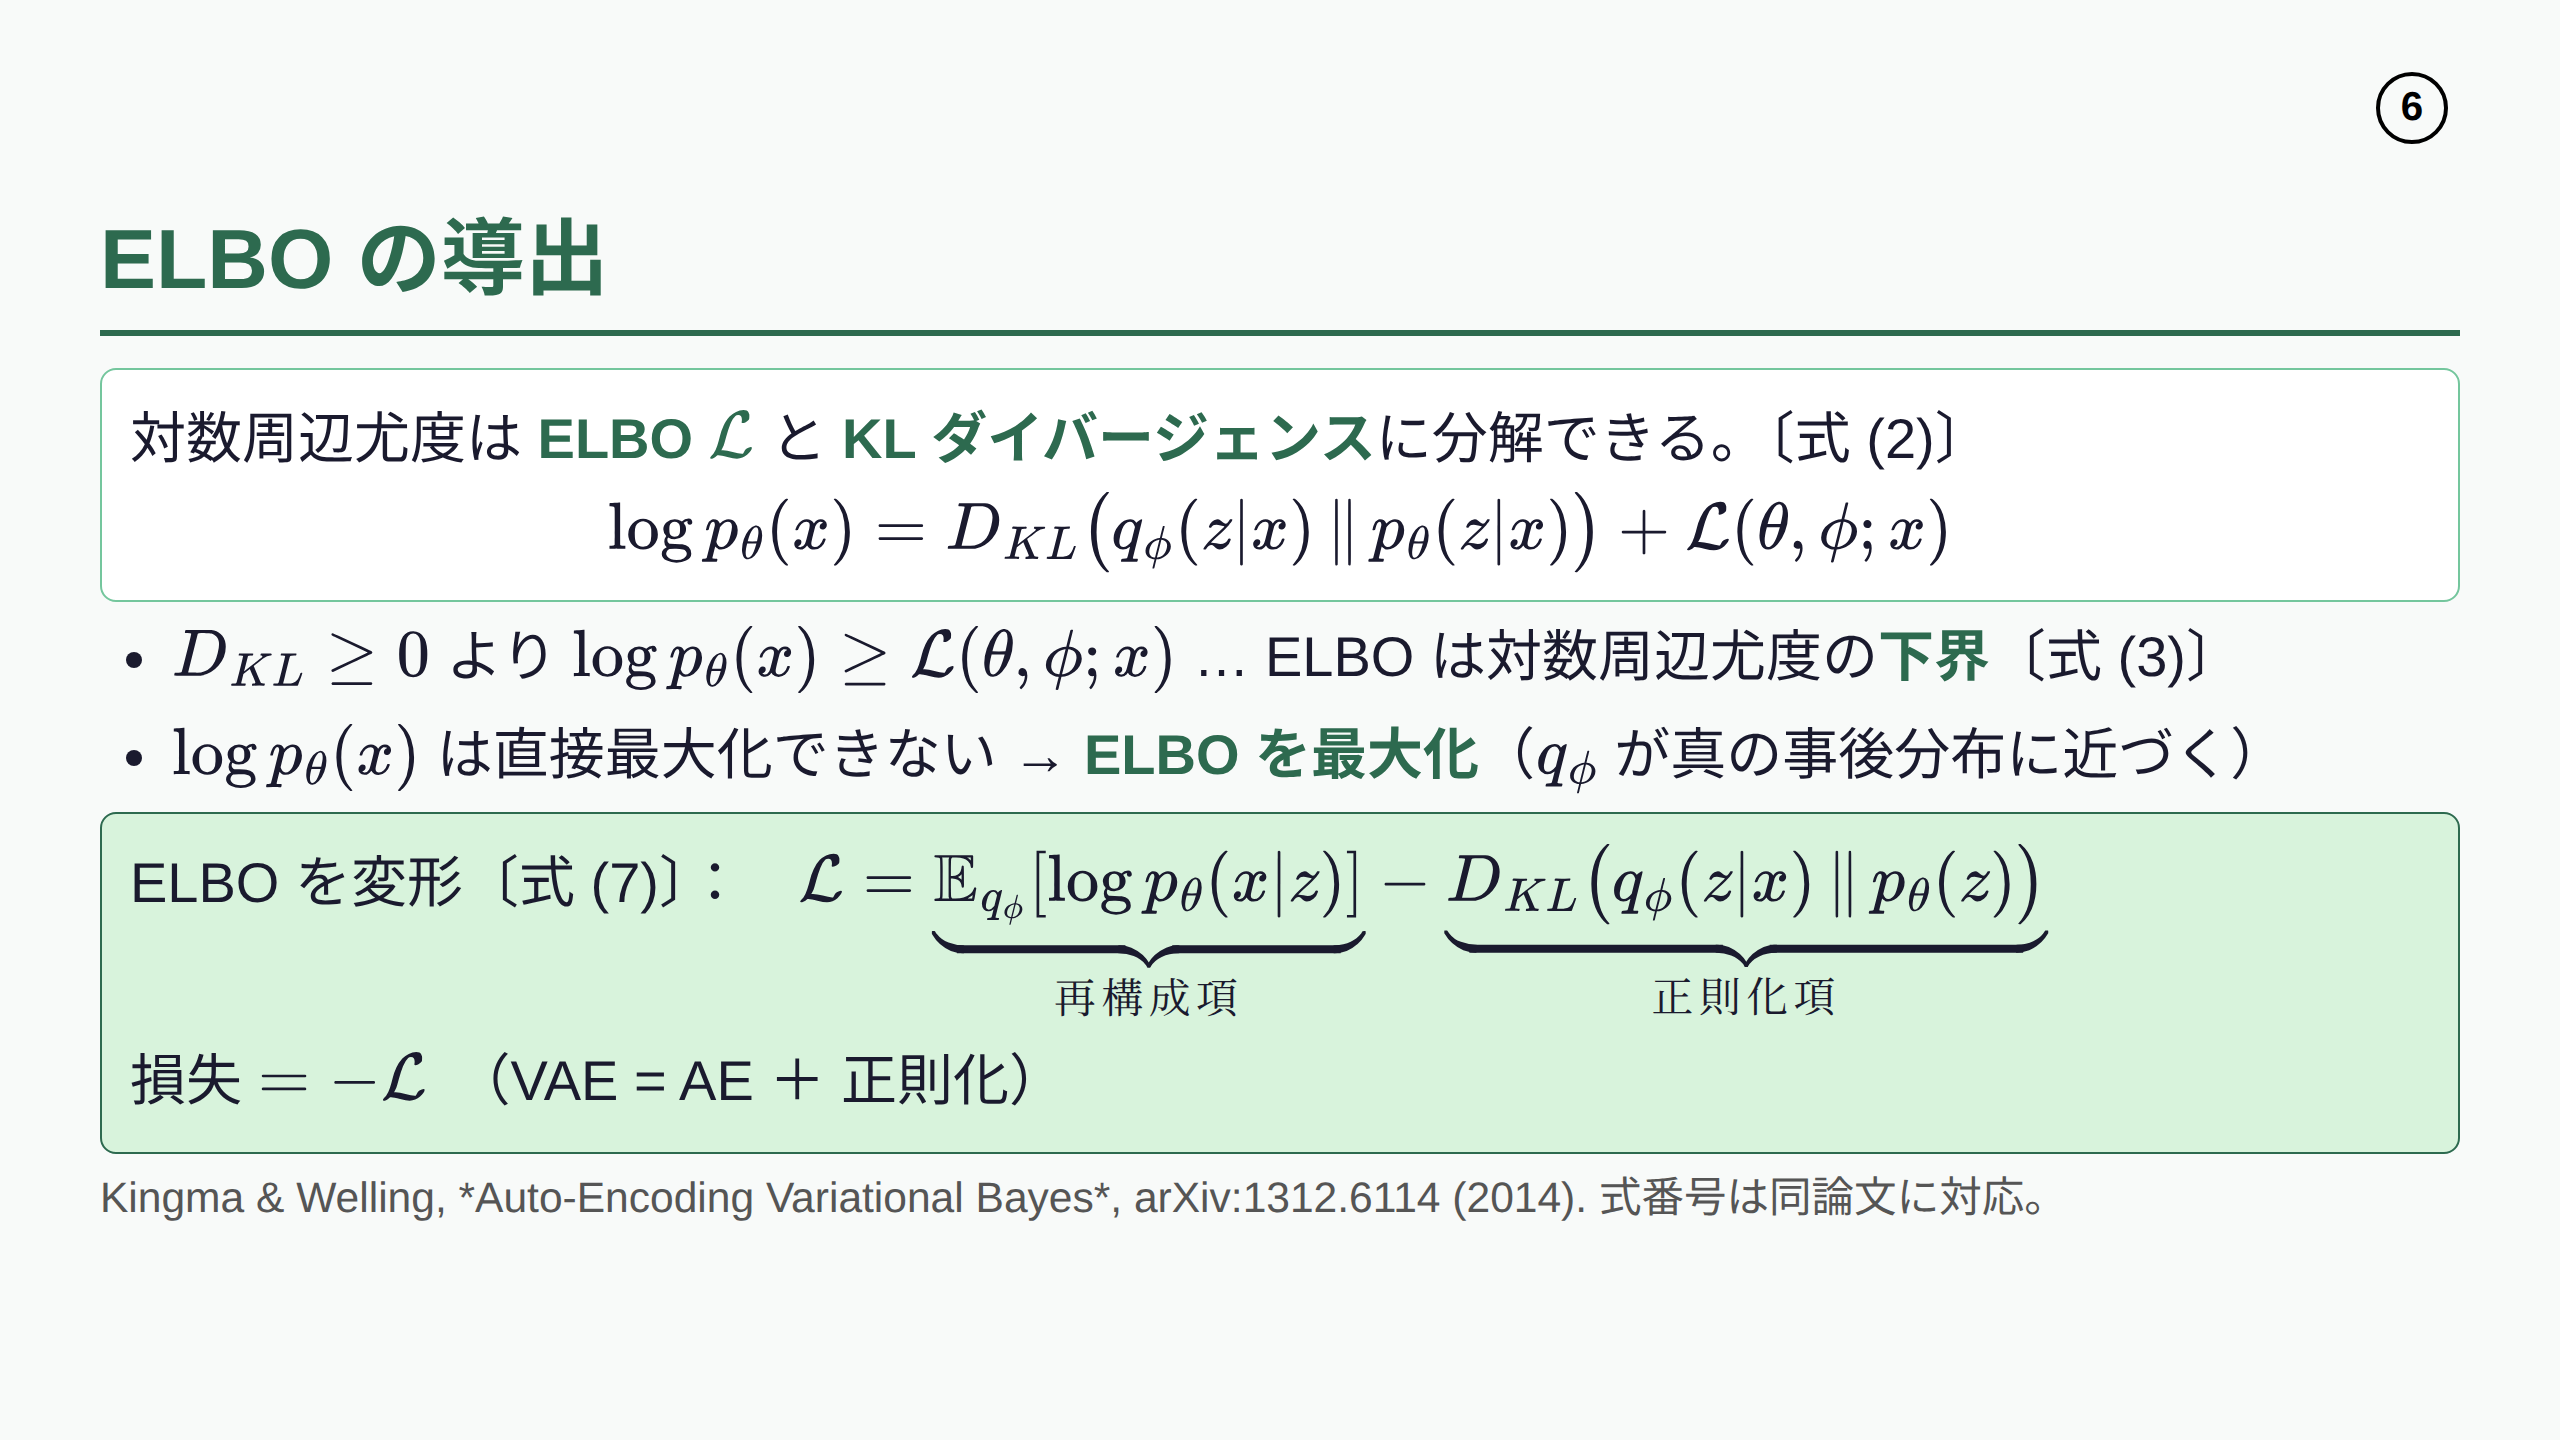 6
ELBO の導出
対数周辺尤度は ELBO ℒ と KL ダイバージェンスに分解できる。〔式 (2)〕
log p_θ(x) = D_{KL}(q_ϕ(z|x) ∥ p_θ(z|x)) + ℒ(θ, ϕ; x)
• D_{KL} ≥ 0 より log p_θ(x) ≥ ℒ(θ, ϕ; x) … ELBO は対数周辺尤度の下界〔式 (3)〕
• log p_θ(x) は直接最大化できない → ELBO を最大化（q_ϕ が真の事後分布に近づく）
ELBO を変形〔式 (7)〕： ℒ = 𝔼_{q_ϕ}[log p_θ(x|z)] − D_{KL}(q_ϕ(z|x) ∥ p_θ(z))
再構成項 正則化項
損失 = −ℒ （VAE = AE ＋ 正則化）
Kingma & Welling, *Auto-Encoding Variational Bayes*, arXiv:1312.6114 (2014). 式番号は同論文に対応。